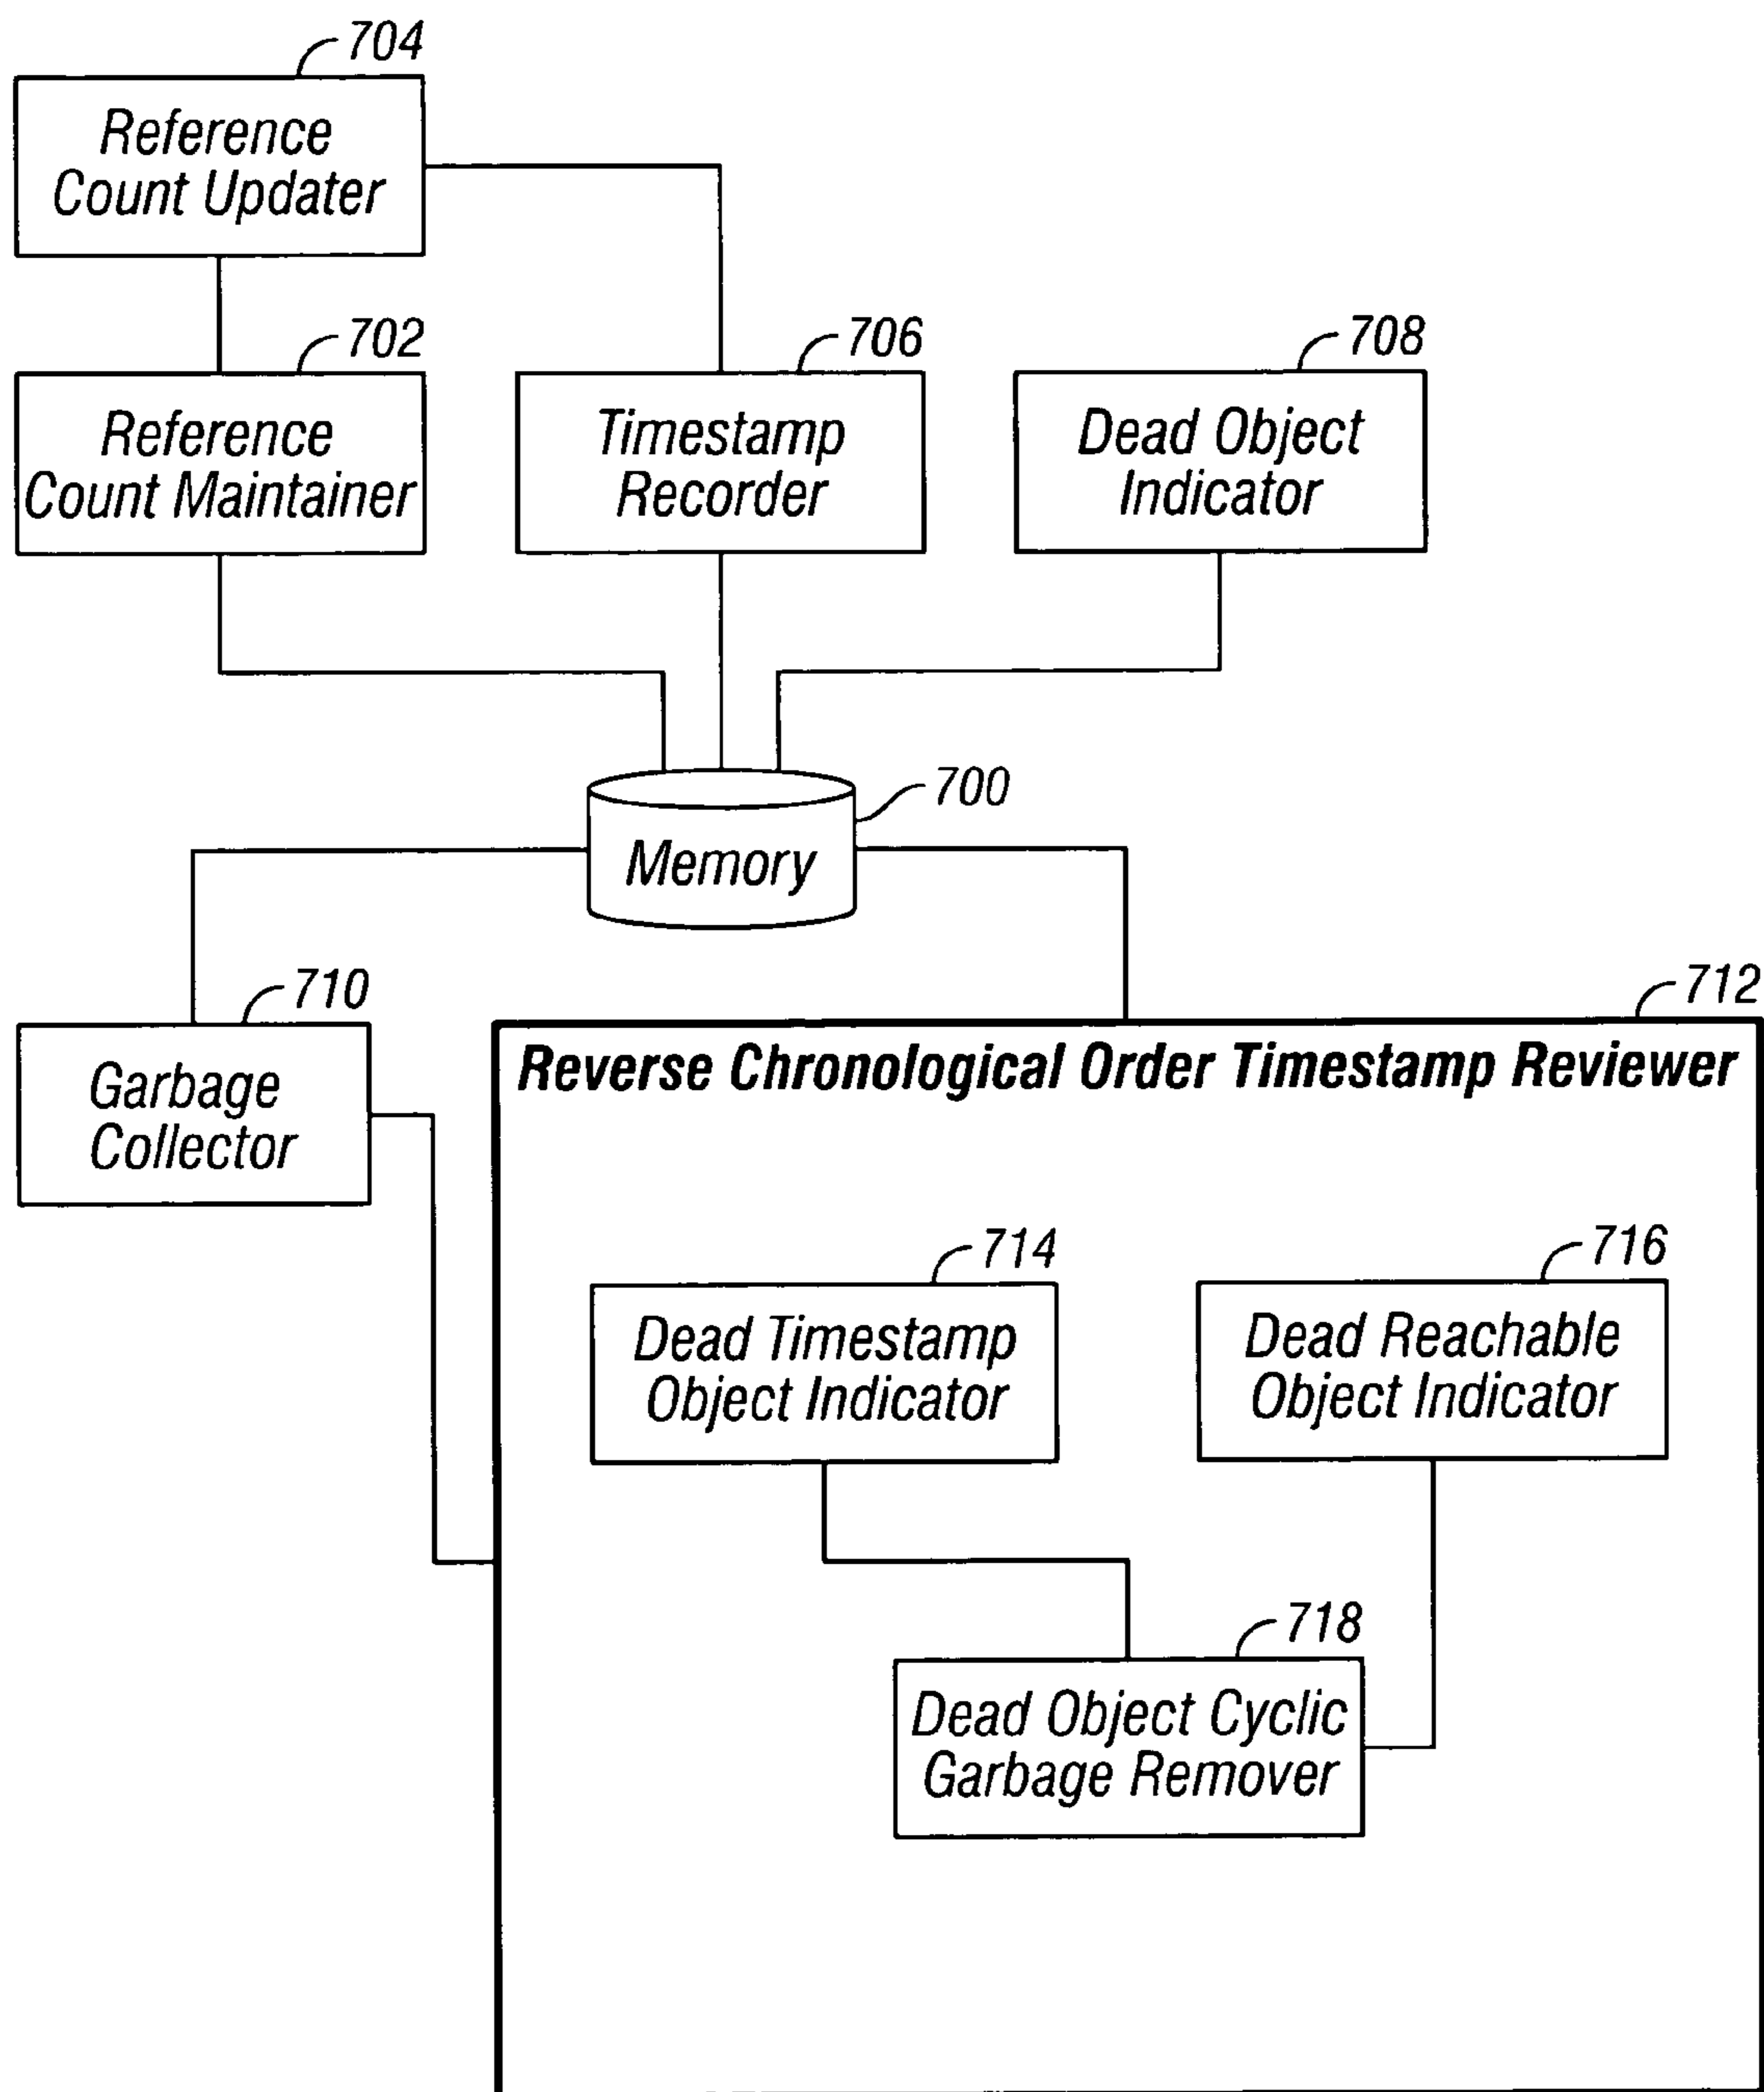 704
Reference
Count Updater
702
Reference
Count Maintainer
706
Timestamp
Recorder
708
Dead Object
Indicator
700
Memory
710
Garbage
Collector
712
Reverse Chronological Order Timestamp Reviewer
714
Dead Timestamp
Object Indicator
716
Dead Reachable
Object Indicator
718
Dead Object Cyclic
Garbage Remover